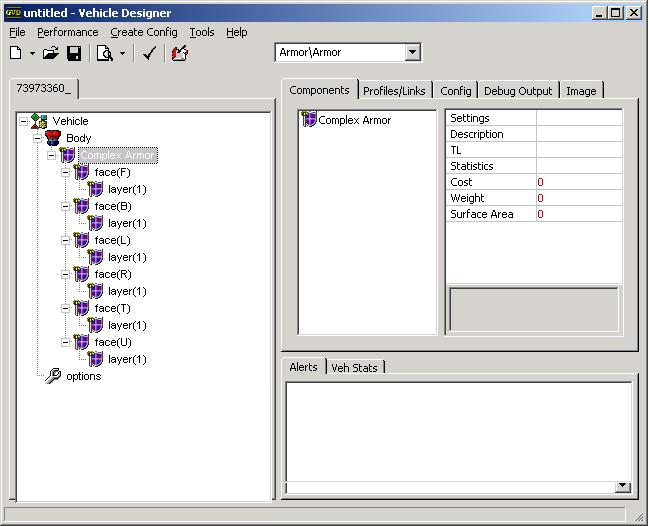 untitled - Vehicle Designer
File Performance Create Config Tools Help
Armor\Armor
73973360_
Vehicle
Body
Complex Armor
face(F)
layer(1)
face(B)
layer(1)
face(L)
layer(1)
face(R)
layer(1)
face(T)
layer(1)
face(U)
layer(1)
options
Components Profiles/Links Config Debug Output Image
Complex Armor
Settings
Description
TL
Statistics
Cost 0
Weight 0
Surface Area 0
Alerts Veh Stats